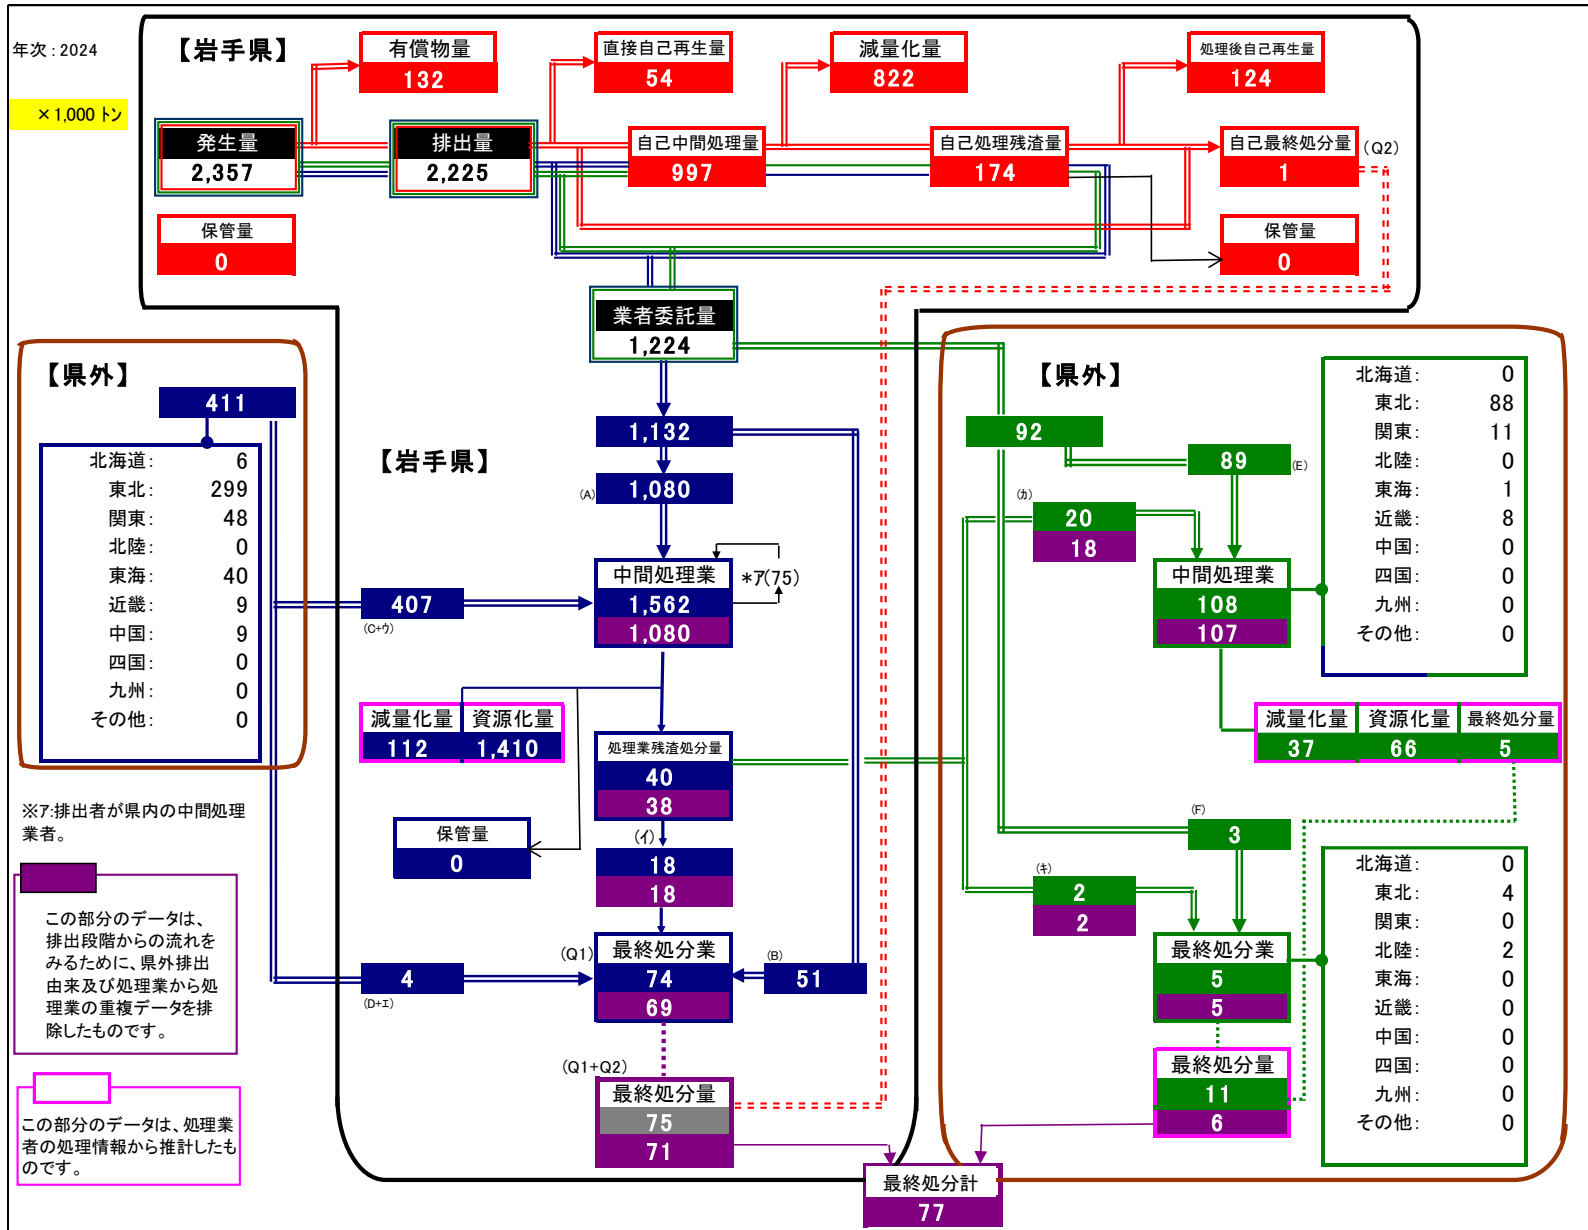 年次：2024
×1,000 トン
【岩手県】
有償物量
132
直接自己再生量
54
減量化量
822
処理後自己再生量
124
発生量
2,357
排出量
2,225
自己中間処理量
997
自己処理残渣量
174
自己最終処分量
1
(Q2)
保管量
0
保管量
0
業者委託量
1,224
【県外】
411
北海道： 6
東北： 299
関東： 48
北陸： 0
東海： 40
近畿： 9
中国： 9
四国： 0
九州： 0
その他： 0
【岩手県】
1,132
(A)
1,080
中間処理業
1,562
1,080
*ア(75)
407
(C+ウ)
減量化量
112
資源化量
1,410
処理業残渣処分量
40
38
保管量
0
(イ)
18
18
(Q1)
最終処分業
74
69
(B)
51
4
(D+エ)
(Q1+Q2)
最終処分量
75
71
【県外】
92
89
(E)
(カ)
20
18
中間処理業
108
107
北海道： 0
東北： 88
関東： 11
北陸： 0
東海： 1
近畿： 8
中国： 0
四国： 0
九州： 0
その他： 0
減量化量
37
資源化量
66
最終処分量
5
(F)
3
(キ)
2
2
最終処分業
5
5
最終処分量
11
6
北海道： 0
東北： 4
関東： 0
北陸： 2
東海： 0
近畿： 0
中国： 0
四国： 0
九州： 0
その他： 0
最終処分計
77
※ア:排出者が県内の中間処理
業者。
この部分のデータは、
排出段階からの流れを
みるために、県外排出
由来及び処理業から処
理業の重複データを排
除したものです。
この部分のデータは、処理業
者の処理情報から推計したも
のです。